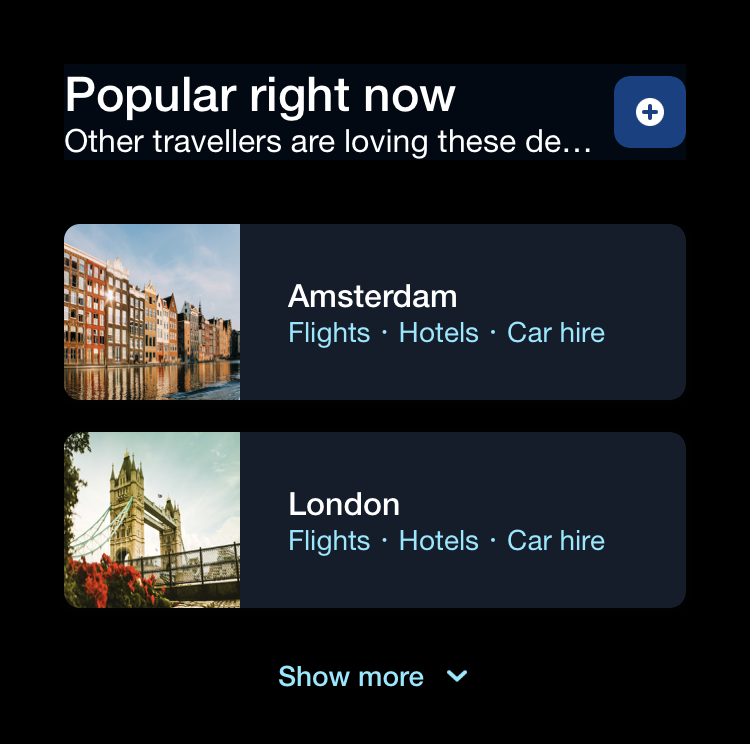 Popular right now
Other travellers are loving these de...
Amsterdam
Flights · Hotels · Car hire
London
Flights · Hotels · Car hire
Show more